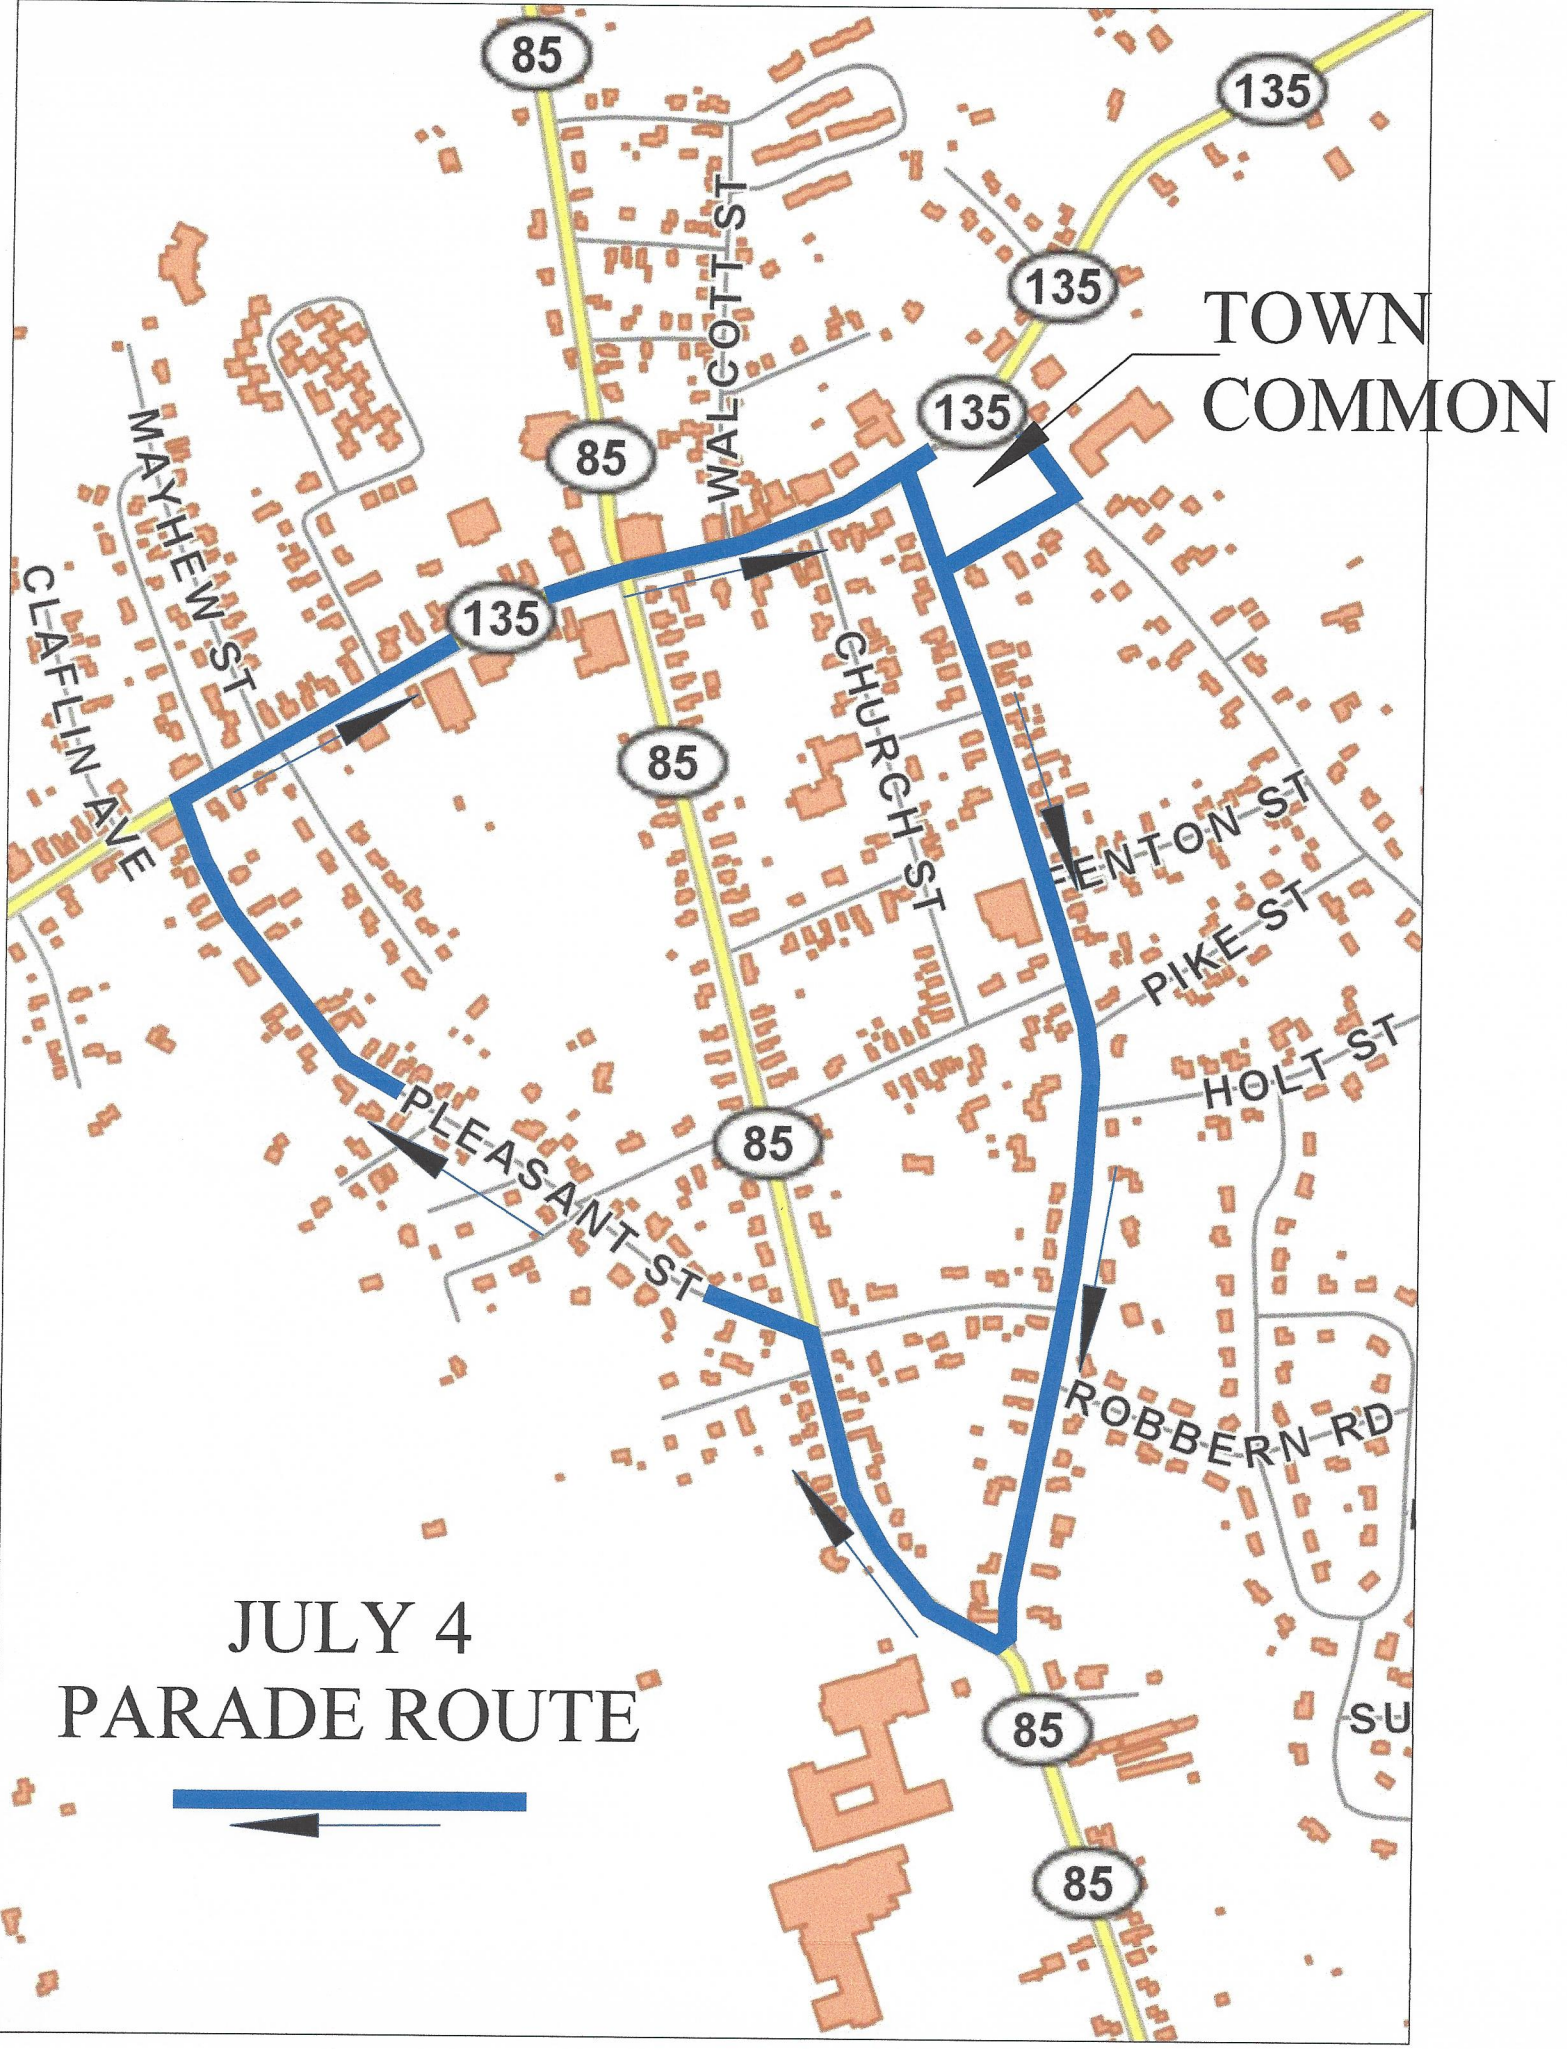 85
135
135
TOWN
COMMON
135
85
WALCOTT ST
MAYHEW ST
CLAFLIN AVE
135
85
CHURCH ST
FENTON ST
PIKE ST
HOLT ST
PLEASANT ST
85
ROBBERN RD
JULY 4
PARADE ROUTE
SU
85
85